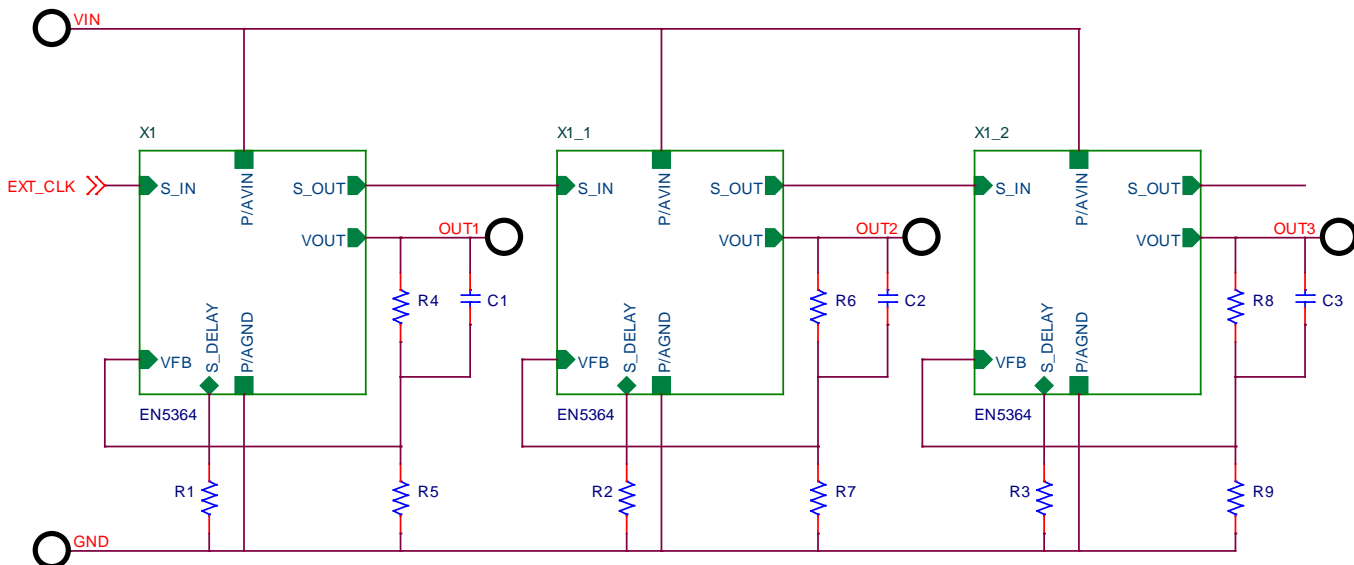 VIN
X1
X1_1
X1_2
EXT_CLK
S_IN
P/AVIN
S_OUT
S_IN
P/AVIN
S_OUT
S_IN
P/AVIN
S_OUT
VOUT
OUT1
VOUT
OUT2
VOUT
OUT3
R4
C1
R6
C2
R8
C3
VFB
S_DELAY
P/AGND
VFB
S_DELAY
P/AGND
VFB
S_DELAY
P/AGND
EN5364
EN5364
EN5364
R1
R5
R2
R7
R3
R9
GND